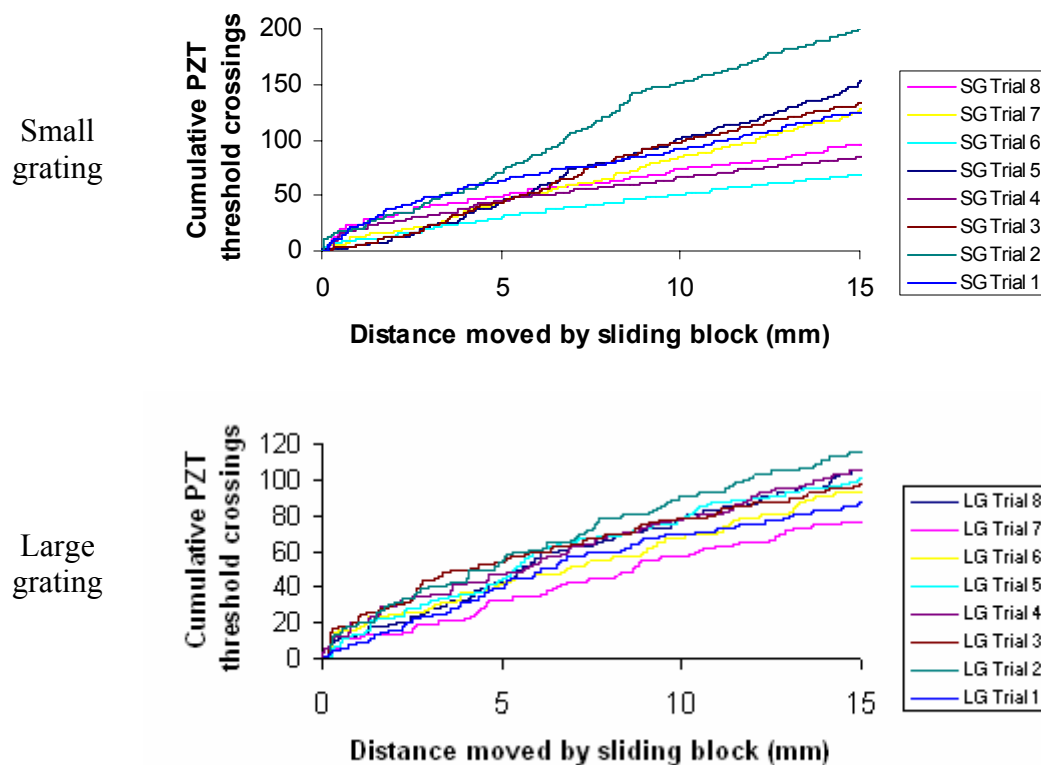 Small
grating
Cumulative PZT
threshold crossings
200
150
100
50
0
0 5 10 15
Distance moved by sliding block (mm)
SG Trial 8
SG Trial 7
SG Trial 6
SG Trial 5
SG Trial 4
SG Trial 3
SG Trial 2
SG Trial 1
Large
grating
Cumulative PZT
threshold crossings
120
100
80
60
40
20
0
0 5 10 15
Distance moved by sliding block (mm)
LG Trial 8
LG Trial 7
LG Trial 6
LG Trial 5
LG Trial 4
LG Trial 3
LG Trial 2
LG Trial 1